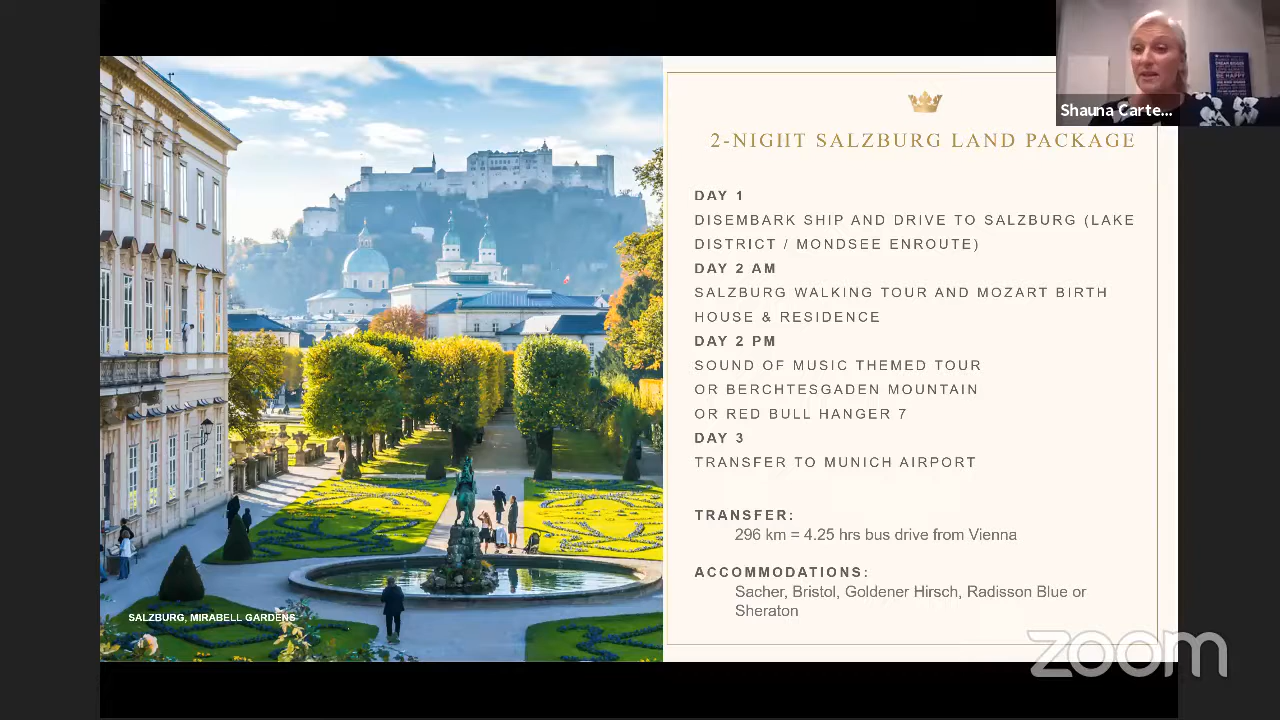 Shauna Carte...
2-NIGHT SALZBURG LAND PACKAGE
DAY 1
DISEMBARK SHIP AND DRIVE TO SALZBURG (LAKE
DISTRICT / MONDSEE ENROUTE)
DAY 2 AM
SALZBURG WALKING TOUR AND MOZART BIRTH
HOUSE & RESIDENCE
DAY 2 PM
SOUND OF MUSIC THEMED TOUR
OR BERCHTESGADEN MOUNTAIN
OR RED BULL HANGER 7
DAY 3
TRANSFER TO MUNICH AIRPORT
TRANSFER:
296 km = 4.25 hrs bus drive from Vienna
ACCOMMODATIONS:
Sacher, Bristol, Goldener Hirsch, Radisson Blue or
Sheraton
SALZBURG, MIRABELL GARDENS
zoom